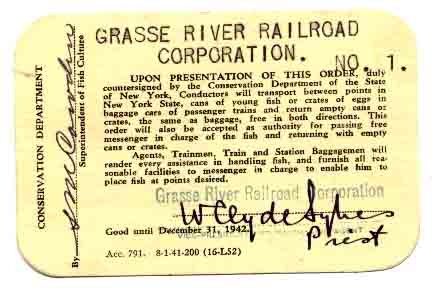 GRASSE RIVER RAILROAD
CORPORATION. NO. 1.
UPON PRESENTATION OF THIS ORDER, duly
countersigned by the Conservation Department of the State
of New York, Conductors will transport between points in
New York State, cans of young fish or crates of eggs in
baggage cars of passenger trains and return empty cans or
crates, the same as baggage, free in both directions. This
order will also be accepted as authority for passing free
messenger in charge of the fish and returning with empty
cans or crates.
Agents, Trainmen, Train and Station Baggagemen will
render every assistance in handling fish, and furnish all rea-
sonable facilities to messenger in charge to enable him to
place fish at points desired.
Grasse River Railroad Corporation
W Clyde Sykes
Prest
Good until December 31, 1942.
Acc. 791. 8-1-41-200 (16-L52)
CONSERVATION DEPARTMENT
By
Superintendent of Fish Culture